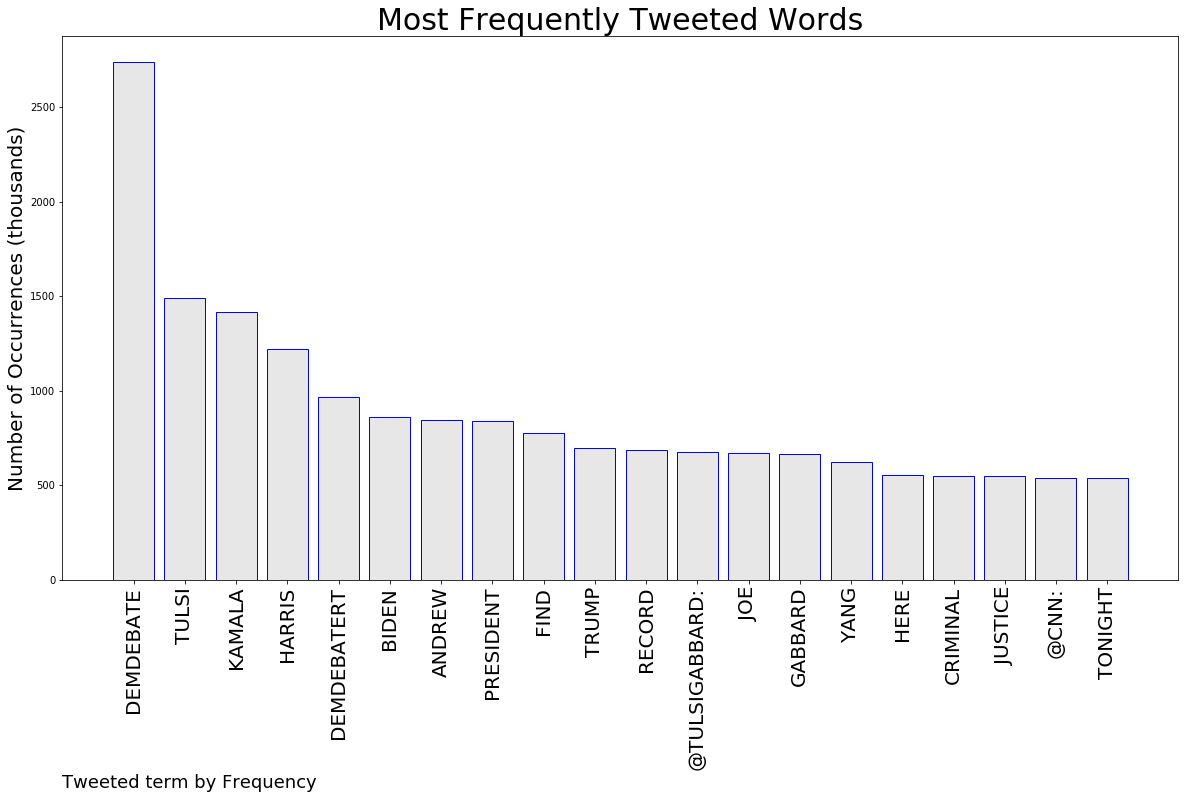 Most Frequently Tweeted Words
Number of Occurrences (thousands)
2500
2000
1500
1000
500
0
DEMDEBATE
TULSI
KAMALA
HARRIS
DEMDEBATERT
BIDEN
ANDREW
PRESIDENT
FIND
TRUMP
RECORD
@TULSIGABBARD:
JOE
GABBARD
YANG
HERE
CRIMINAL
JUSTICE
@CNN:
TONIGHT
Tweeted term by Frequency